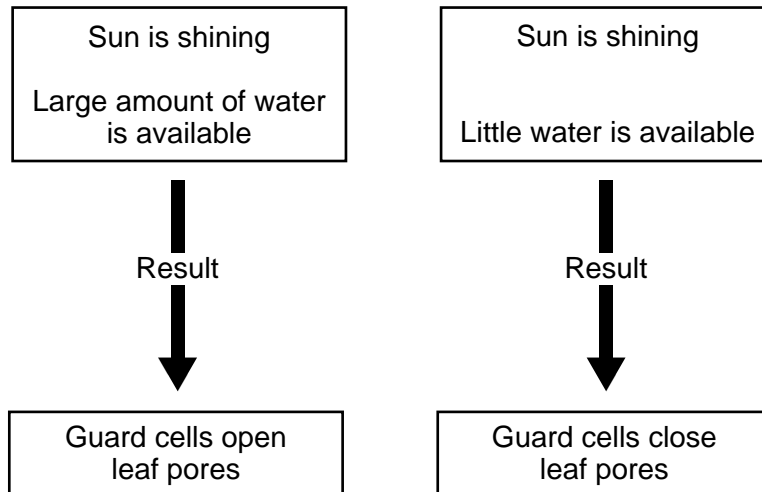 Sun is shining
Large amount of water
is available
Result
Guard cells open
leaf pores
Sun is shining
Little water is available
Result
Guard cells close
leaf pores